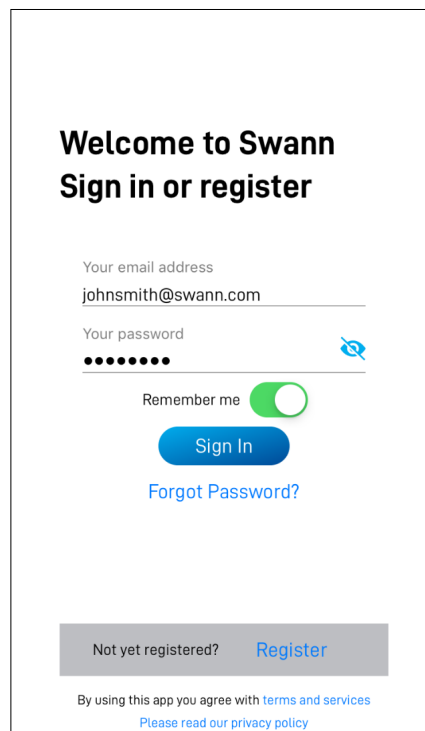 Welcome to Swann
Sign in or register
Your email address
johnsmith@swann.com
Your password
●●●●●●●●
Remember me
Sign In
Forgot Password?
Not yet registered? Register
By using this app you agree with terms and services
Please read our privacy policy